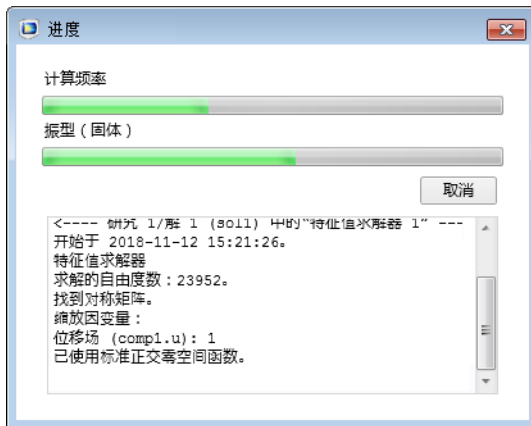 进度
计算频率
振型（固体）
取消
<---- 研究 1/解 1 (sol1) 中的“特征值求解器 1” ---
开始于 2018-11-12 15:21:26。
特征值求解器
求解的自由度数：23952。
找到对称矩阵。
缩放因变量：
位移场 (comp1.u): 1
已使用标准正交零空间函数。